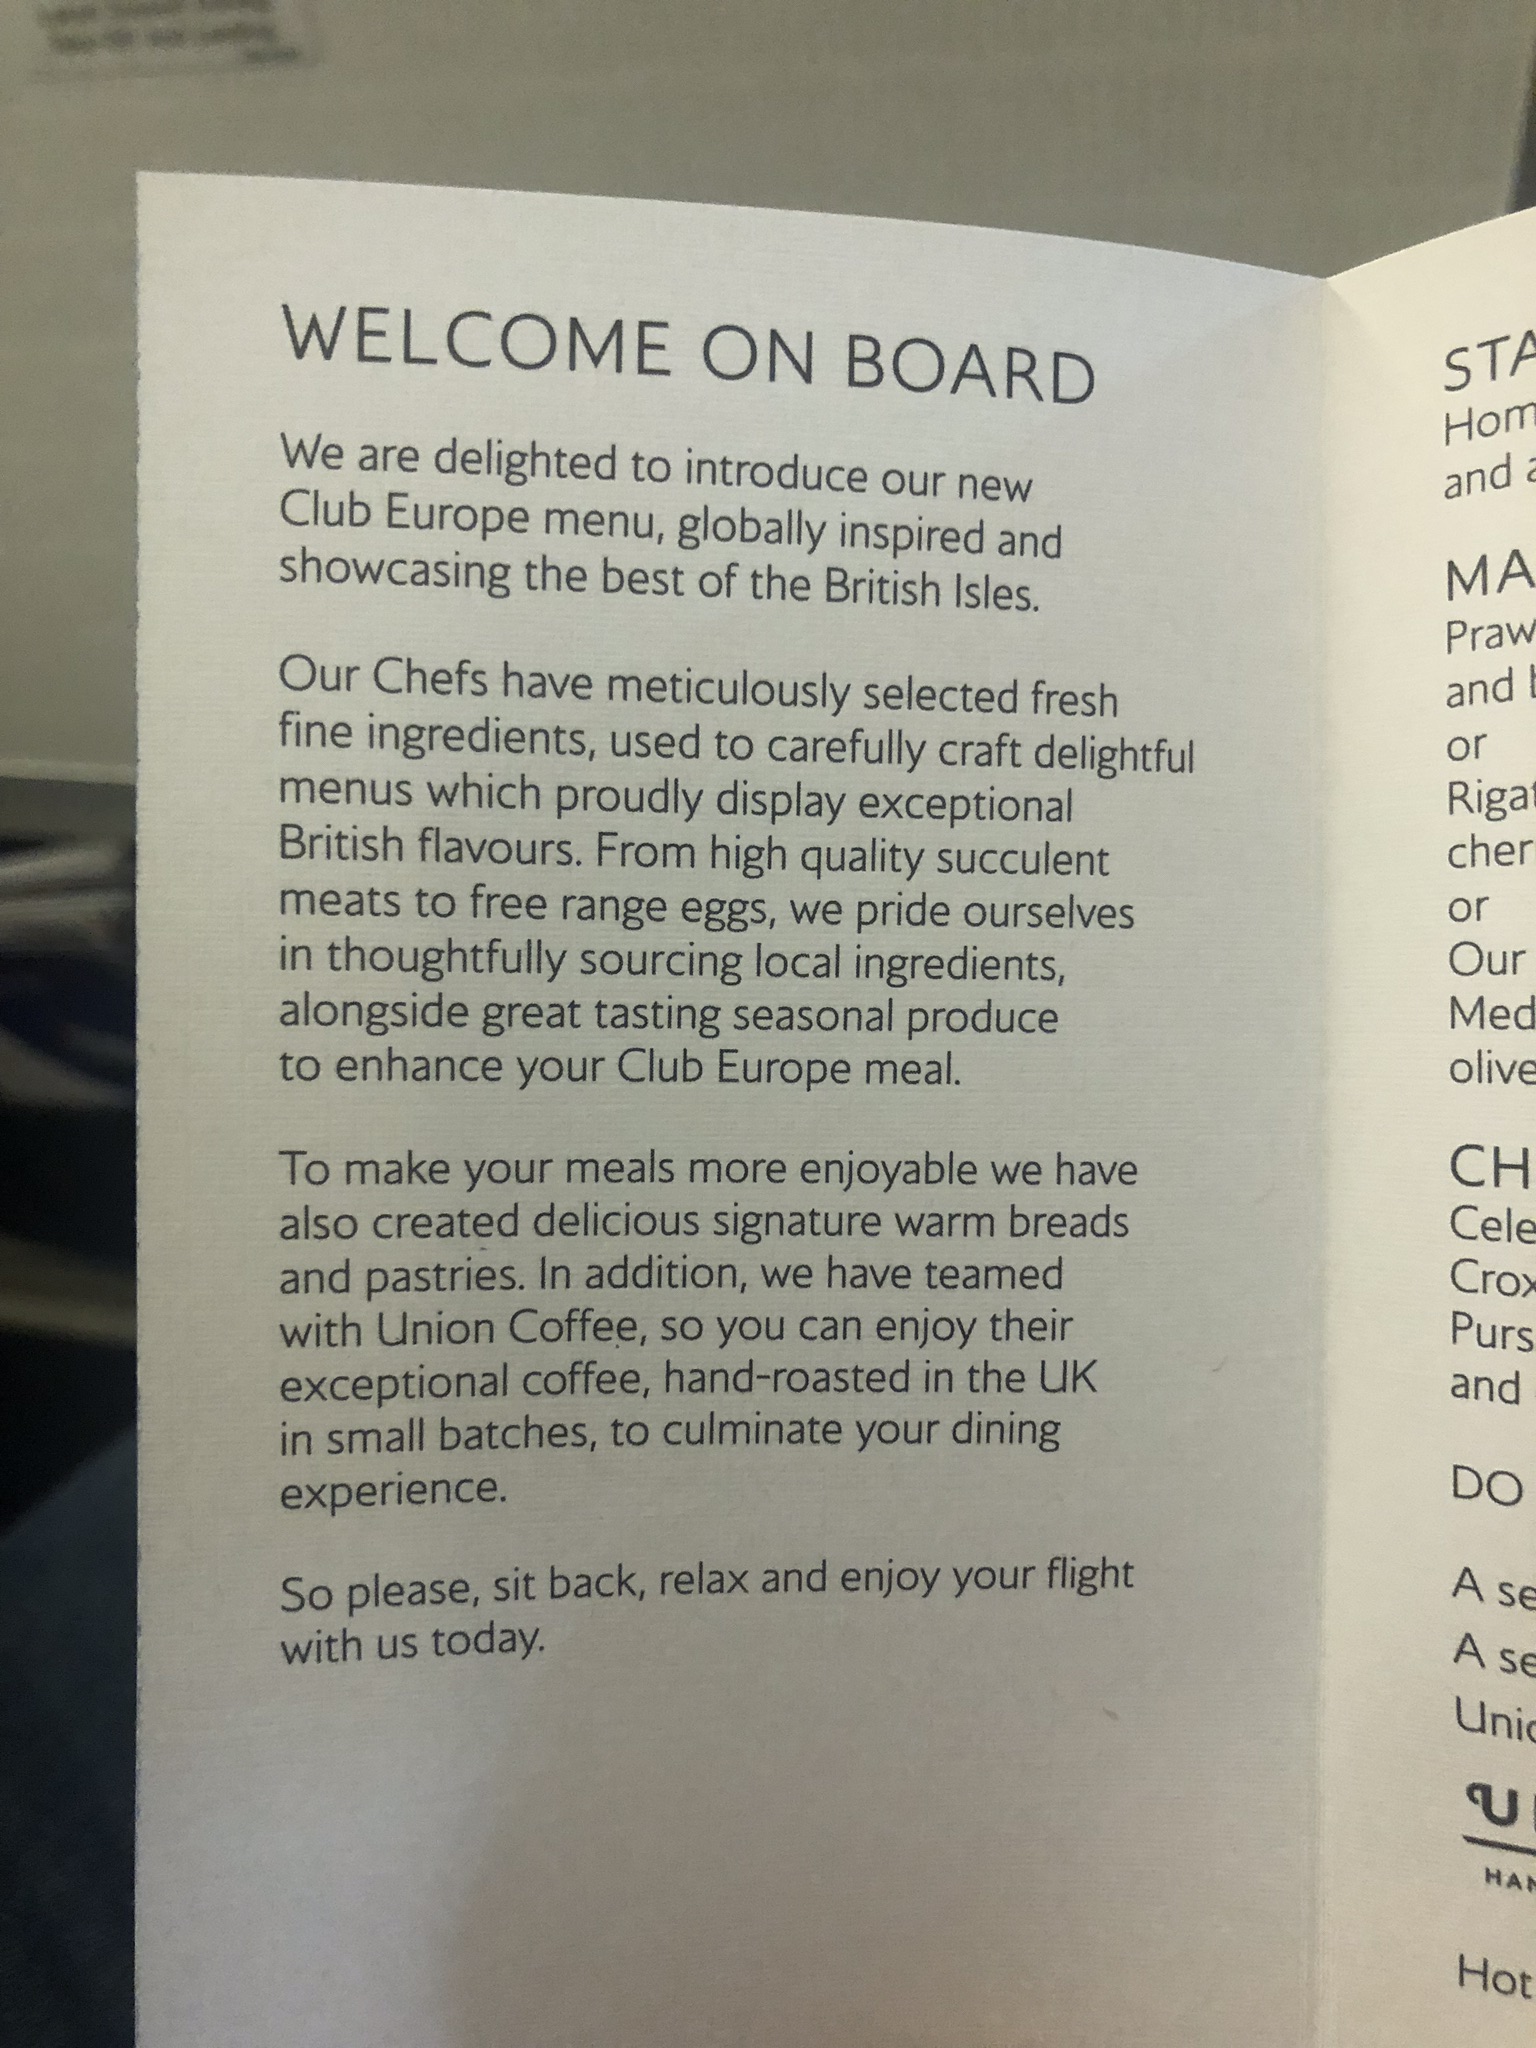 WELCOME ON BOARD
We are delighted to introduce our new
Club Europe menu, globally inspired and
showcasing the best of the British Isles.
Our Chefs have meticulously selected fresh
fine ingredients, used to carefully craft delightful
menus which proudly display exceptional
British flavours. From high quality succulent
meats to free range eggs, we pride ourselves
in thoughtfully sourcing local ingredients,
alongside great tasting seasonal produce
to enhance your Club Europe meal.
To make your meals more enjoyable we have
also created delicious signature warm breads
and pastries. In addition, we have teamed
with Union Coffee, so you can enjoy their
exceptional coffee, hand-roasted in the UK
in small batches, to culminate your dining
experience.
So please, sit back, relax and enjoy your flight
with us today.
STA
Hom
and a
MA
Praw
and b
or
Rigat
cher
or
Our
Med
olive
CH
Cele
Crox
Purs
and
DO
A se
A se
Unio
U
HAN
Hot